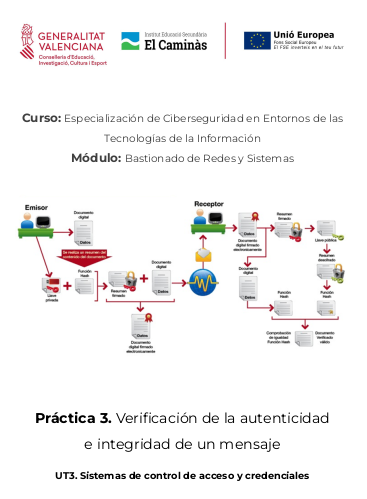 GENERALITAT
VALENCIANA
Conselleria d'Educació,
Investigació, Cultura i Esport
Institut Educació Secundària
El Caminàs
Unió Europea
Fons Social Europeu
El FSE inverteix en el teu futur
Curso: Especialización de Ciberseguridad en Entornos de las
Tecnologías de la Información
Módulo: Bastionado de Redes y Sistemas
Emisor
Documento
digital
Datos
Se realiza un resumen del
contenido del documento
Llave
privada
Función
Hash
Resumen
firmado
Documento
digital
Datos
Documento
digital firmado
electrónicamente
Receptor
Datos
Documento
digital firmado
electrónicamente
Resumen
firmado
Llave pública
Documento
digital
Datos
Resumen
descifrado
Función
Hash
Función
Hash
Comprobación
de igualdad
Función Hash
Documento
Verificado
válido
Práctica 3. Verificación de la autenticidad
e integridad de un mensaje
UT3. Sistemas de control de acceso y credenciales